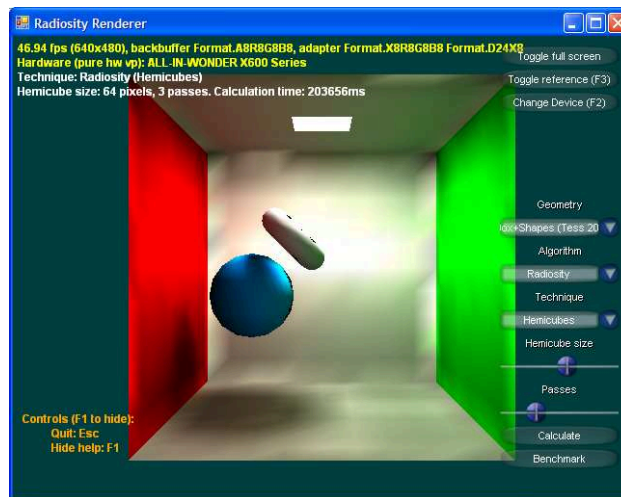 Radiosity Renderer
46.94 fps (640x480), backbuffer Format.A8R8G8B8, adapter Format.X8R8G8B8 Format.D24X8
Hardware (pure hw vp): ALL-IN-WONDER X600 Series
Technique: Radiosity (Hemicubes)
Hemicube size: 64 pixels, 3 passes. Calculation time: 203656ms
Toggle full screen
Toggle reference (F3)
Change Device (F2)
Geometry
+Shapes (Tess 20
Algorithm
Radiosity
Technique
Hemicubes
Hemicube size
Passes
Calculate
Benchmark
Controls (F1 to hide):
Quit: Esc
Hide help: F1